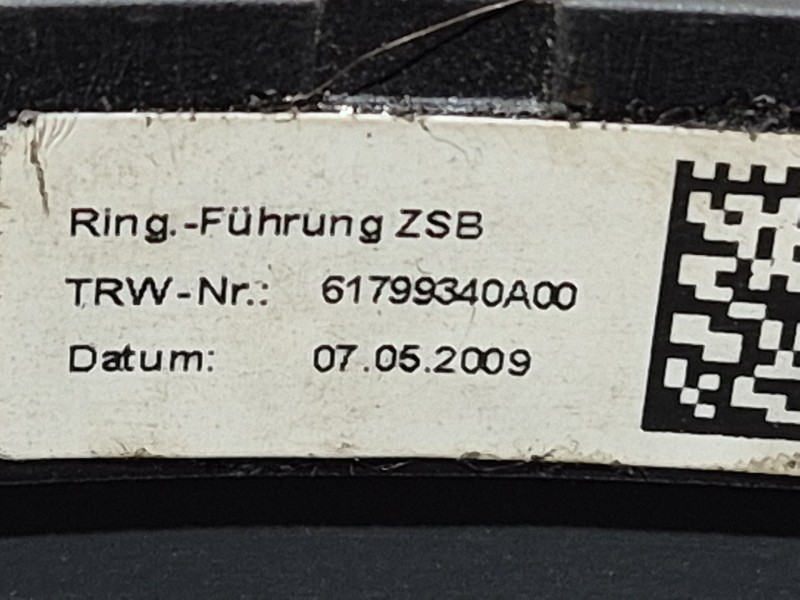 Ring.-Führung ZSB
TRW-Nr.: 61799340A00
Datum: 07.05.2009